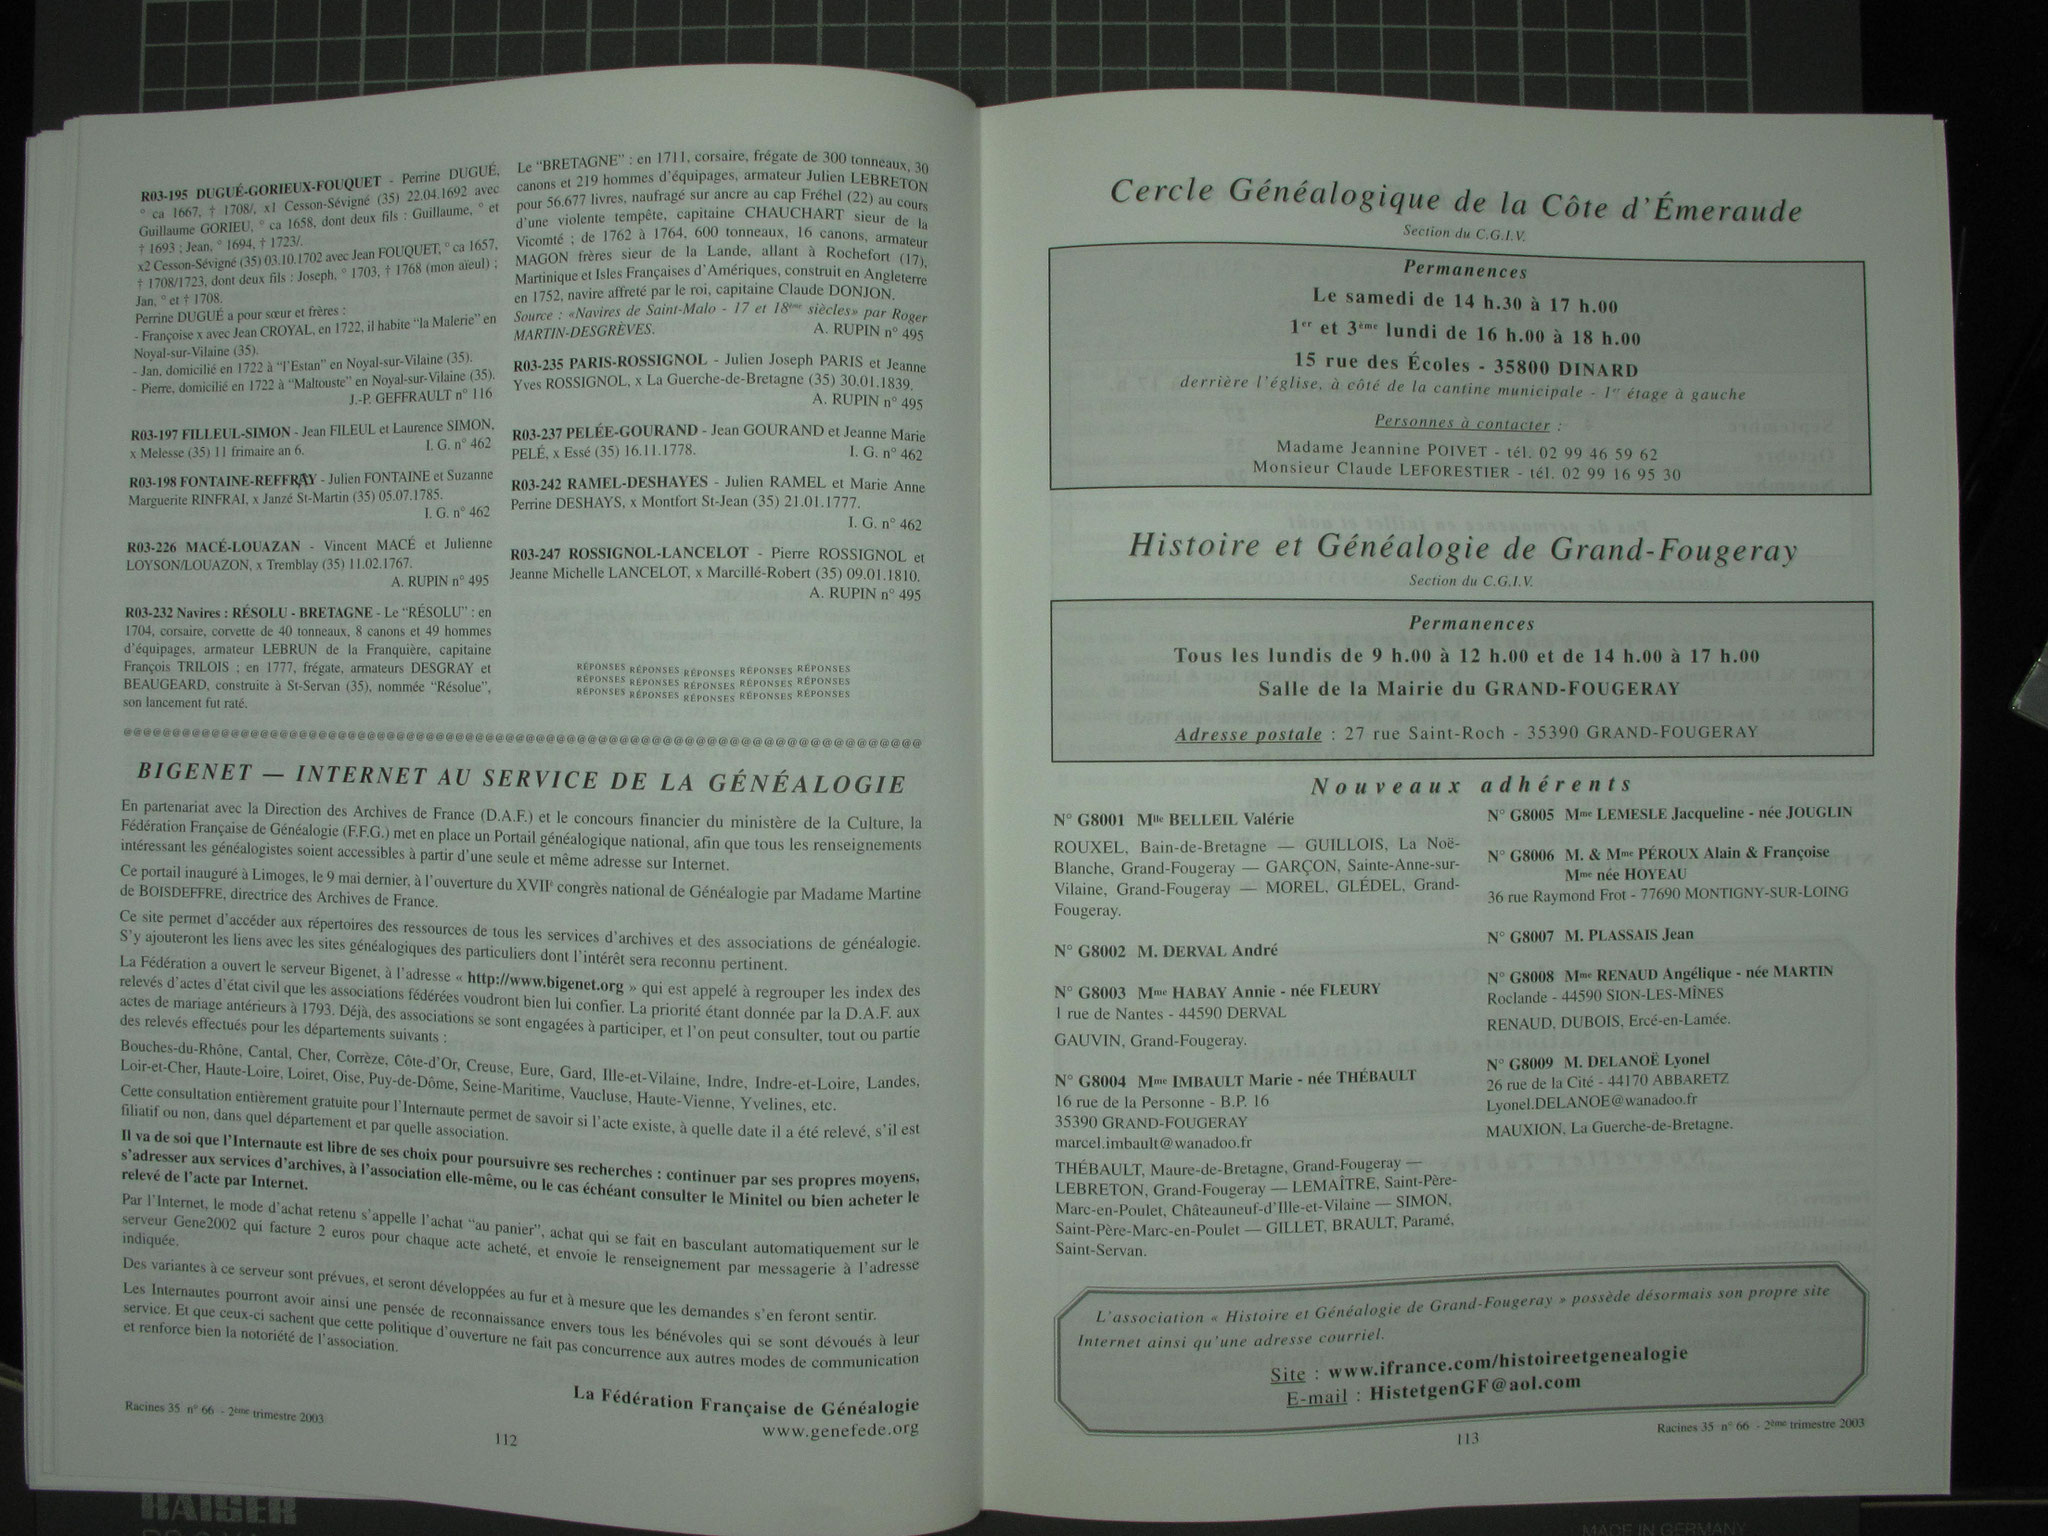 R03-195 DUGUÉ-GORIEUX-FOUQUET - Perrine DUGUÉ,
° ca 1667, † 1708/, x1 Cesson-Sévigné (35) 22.04.1692 avec
Guillaume GORIEU, ° ca 1658, dont deux fils : Guillaume, ° et
† 1693 ; Jean, ° 1694, † 1723/.
x2 Cesson-Sévigné (35) 03.10.1702 avec Jean FOUQUET, ° ca 1657,
† 1708/1723, dont deux fils : Joseph, ° 1703, † 1768 (mon aïeul) ;
Jan, ° et † 1708.
Perrine DUGUÉ a pour sœur et frères :
- Françoise x avec Jean CROYAL, en 1722, il habite “la Malerie” en
Noyal-sur-Vilaine (35).
- Jan, domicilié en 1722 à “l’Estan” en Noyal-sur-Vilaine (35).
- Pierre, domicilié en 1722 à “Maltouste” en Noyal-sur-Vilaine (35).
J.-P. GEFFRAULT n° 116
R03-197 FILLEUL-SIMON - Jean FILEUL et Laurence SIMON,
x Melesse (35) 11 frimaire an 6. I. G. n° 462
R03-198 FONTAINE-REFFRAY - Julien FONTAINE et Suzanne
Marguerite RINFRAI, x Janzé St-Martin (35) 05.07.1785.
I. G. n° 462
R03-226 MACÉ-LOUAZAN - Vincent MACÉ et Julienne
LOYSON/LOUAZON, x Tremblay (35) 11.02.1767.
A. RUPIN n° 495
R03-232 Navires : RÉSOLU - BRETAGNE - Le “RÉSOLU” : en
1704, corsaire, corvette de 40 tonneaux, 8 canons et 49 hommes
d’équipages, armateur LEBRUN de la Franquière, capitaine
François TRILOIS ; en 1777, frégate, armateurs DESGRAY et
BEAUGEARD, construite à St-Servan (35), nommée “Résolue”,
son lancement fut raté.
Le “BRETAGNE” : en 1711, corsaire, frégate de 300 tonneaux, 30
canons et 219 hommes d’équipages, armateur Julien LEBRETON
pour 56.677 livres, naufragé sur ancre au cap Fréhel (22) au cours
d’une violente tempête, capitaine CHAUCHART sieur de la
Vicomté ; de 1762 à 1764, 600 tonneaux, 16 canons, armateur
MAGON frères sieur de la Lande, allant à Rochefort (17),
Martinique et Isles Françaises d’Amériques, construit en Angleterre
en 1752, navire affreté par le roi, capitaine Claude DONJON.
Source : «Navires de Saint-Malo - 17 et 18ème siècles» par Roger
MARTIN-DESGRÈVES. A. RUPIN n° 495
R03-235 PARIS-ROSSIGNOL - Julien Joseph PARIS et Jeanne
Yves ROSSIGNOL, x La Guerche-de-Bretagne (35) 30.01.1839.
A. RUPIN n° 495
R03-237 PELÉE-GOURAND - Jean GOURAND et Jeanne Marie
PELÉ, x Essé (35) 16.11.1778. I. G. n° 462
R03-242 RAMEL-DESHAYES - Julien RAMEL et Marie Anne
Perrine DESHAYS, x Montfort St-Jean (35) 21.01.1777.
I. G. n° 462
R03-247 ROSSIGNOL-LANCELOT - Pierre ROSSIGNOL et
Jeanne Michelle LANCELOT, x Marcillé-Robert (35) 09.01.1810.
A. RUPIN n° 495
RÉPONSES RÉPONSES RÉPONSES RÉPONSES RÉPONSES
RÉPONSES RÉPONSES RÉPONSES RÉPONSES RÉPONSES
RÉPONSES RÉPONSES RÉPONSES RÉPONSES RÉPONSES
@@@@@@@@@@@@@@@@@@@@@@@@@@@@@@@@@@@@@@@@@@@@@@@@@@@@@@@@@@@@@@@@@@@@@@@@@@@@@@
BIGENET — INTERNET AU SERVICE DE LA GÉNÉALOGIE
En partenariat avec la Direction des Archives de France (D.A.F.) et le concours financier du ministère de la Culture, la
Fédération Française de Généalogie (F.F.G.) met en place un Portail généalogique national, afin que tous les renseignements
intéressant les généalogistes soient accessibles à partir d’une seule et même adresse sur Internet.
Ce portail inauguré à Limoges, le 9 mai dernier, à l’ouverture du XVIIe congrès national de Généalogie par Madame Martine
de BOISDEFFRE, directrice des Archives de France.
Ce site permet d’accéder aux répertoires des ressources de tous les services d’archives et des associations de généalogie.
S’y ajouteront les liens avec les sites généalogiques des particuliers dont l’intérêt sera reconnu pertinent.
La Fédération a ouvert le serveur Bigenet, à l’adresse « http://www.bigenet.org » qui est appelé à regrouper les index des
relevés d’actes d’état civil que les associations fédérées voudront bien lui confier. La priorité étant donnée par la D.A.F. aux
actes de mariage antérieurs à 1793. Déjà, des associations se sont engagées à participer, et l’on peut consulter, tout ou partie
des relevés effectués pour les départements suivants :
Bouches-du-Rhône, Cantal, Cher, Corrèze, Côte-d’Or, Creuse, Eure, Gard, Ille-et-Vilaine, Indre, Indre-et-Loire, Landes,
Loir-et-Cher, Haute-Loire, Loiret, Oise, Puy-de-Dôme, Seine-Maritime, Vaucluse, Haute-Vienne, Yvelines, etc.
Cette consultation entièrement gratuite pour l’Internaute permet de savoir si l’acte existe, à quelle date il a été relevé, s’il est
filiatif ou non, dans quel département et par quelle association.
Il va de soi que l’Internaute est libre de ses choix pour poursuivre ses recherches : continuer par ses propres moyens,
s’adresser aux services d’archives, à l’association elle-même, ou le cas échéant consulter le Minitel ou bien acheter le
relevé de l’acte par Internet.
Par l’Internet, le mode d’achat retenu s’appelle l’achat “au panier”, achat qui se fait en basculant automatiquement sur le
serveur Gene2002 qui facture 2 euros pour chaque acte acheté, et envoie le renseignement par messagerie à l’adresse
indiquée.
Des variantes à ce serveur sont prévues, et seront développées au fur et à mesure que les demandes s’en feront sentir.
Les Internautes pourront avoir ainsi une pensée de reconnaissance envers tous les bénévoles qui se sont dévoués à leur
service. Et que ceux-ci sachent que cette politique d’ouverture ne fait pas concurrence aux autres modes de communication
et renforce bien la notoriété de l’association.
La Fédération Française de Généalogie
www.genefede.org
Racines 35 n° 66 - 2ème trimestre 2003
112
Cercle Généalogique de la Côte d’Émeraude
Section du C.G.I.V.
Permanences
Le samedi de 14 h.30 à 17 h.00
1er et 3ème lundi de 16 h.00 à 18 h.00
15 rue des Écoles - 35800 DINARD
derrière l’église, à côté de la cantine municipale - 1er étage à gauche
Personnes à contacter :
Madame Jeannine POIVET - tél. 02 99 46 59 62
Monsieur Claude LEFORESTIER - tél. 02 99 16 95 30
Histoire et Généalogie de Grand-Fougeray
Section du C.G.I.V.
Permanences
Tous les lundis de 9 h.00 à 12 h.00 et de 14 h.00 à 17 h.00
Salle de la Mairie du GRAND-FOUGERAY
Adresse postale : 27 rue Saint-Roch - 35390 GRAND-FOUGERAY
Nouveaux adhérents
N° G8001 Mlle BELLEIL Valérie
ROUXEL, Bain-de-Bretagne — GUILLOIS, La Noë-
Blanche, Grand-Fougeray — GARÇON, Sainte-Anne-sur-
Vilaine, Grand-Fougeray — MOREL, GLÉDEL, Grand-
Fougeray.
N° G8002 M. DERVAL André
N° G8003 Mme HABAY Annie - née FLEURY
1 rue de Nantes - 44590 DERVAL
GAUVIN, Grand-Fougeray.
N° G8004 Mme IMBAULT Marie - née THÉBAULT
16 rue de la Personne - B.P. 16
35390 GRAND-FOUGERAY
marcel.imbault@wanadoo.fr
THÉBAULT, Maure-de-Bretagne, Grand-Fougeray —
LEBRETON, Grand-Fougeray — LEMAÎTRE, Saint-Père-
Marc-en-Poulet, Châteauneuf-d’Ille-et-Vilaine — SIMON,
Saint-Père-Marc-en-Poulet — GILLET, BRAULT, Paramé,
Saint-Servan.
N° G8005 Mme LEMESLE Jacqueline - née JOUGLIN
N° G8006 M. & Mme PÉROUX Alain & Françoise
Mme née HOYEAU
36 rue Raymond Frot - 77690 MONTIGNY-SUR-LOING
N° G8007 M. PLASSAIS Jean
N° G8008 Mme RENAUD Angélique - née MARTIN
Roclande - 44590 SION-LES-MÎNES
RENAUD, DUBOIS, Ercé-en-Lamée.
N° G8009 M. DELANOË Lyonel
26 rue de la Cité - 44170 ABBARETZ
Lyonel.DELANOE@wanadoo.fr
MAUXION, La Guerche-de-Bretagne.
L’association « Histoire et Généalogie de Grand-Fougeray » possède désormais son propre site
Internet ainsi qu’une adresse courriel.
Site : www.ifrance.com/histoireetgenealogie
E-mail : HistetgenGF@aol.com
Racines 35 n° 66 - 2ème trimestre 2003
113
KAISER
MADE IN GERMANY